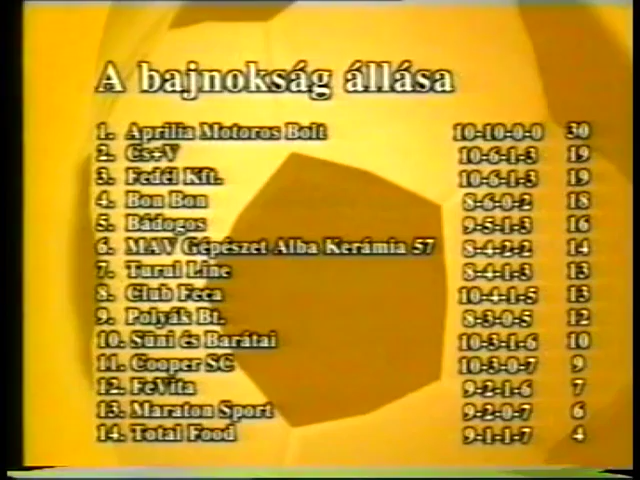 A bajnokság állása
1. Aprilia Motoros Bolt 10-10-0-0 30
2. Cs+V 10-6-1-3 19
3. Fedél Kft. 10-6-1-3 19
4. Bon Bon 8-6-0-2 18
5. Bádogos 9-5-1-3 16
6. MÁV Gépészet Alba Kerámia 57 8-4-2-2 14
7. Turul Line 8-4-1-3 13
8. Club Feca 10-4-1-5 13
9. Polyák Bt. 8-3-0-5 12
10. Süni és Barátai 10-3-1-6 10
11. Cooper SC 10-3-0-7 9
12. FeVita 9-2-1-6 7
13. Maraton Sport 9-2-0-7 6
14. Total Food 9-1-1-7 4